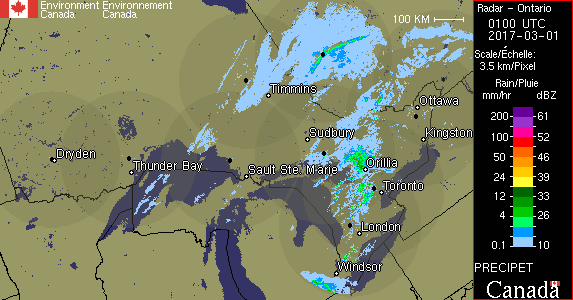 Environment Environnement
Canada Canada
100 KM
Timmins
Ottawa
Sudbury
Kingston
Dryden
Thunder Bay
Sault Ste. Marie
Orillia
Toronto
London
Windsor
Radar - Ontario
0100 UTC
2017-03-01
Scale/Échelle:
3.5 km/Pixel
Rain/Pluie
mm/hr dBZ
200 61
100 52
50 46
24 39
12 33
4 26
0.1 10
PRECIPET
Canada